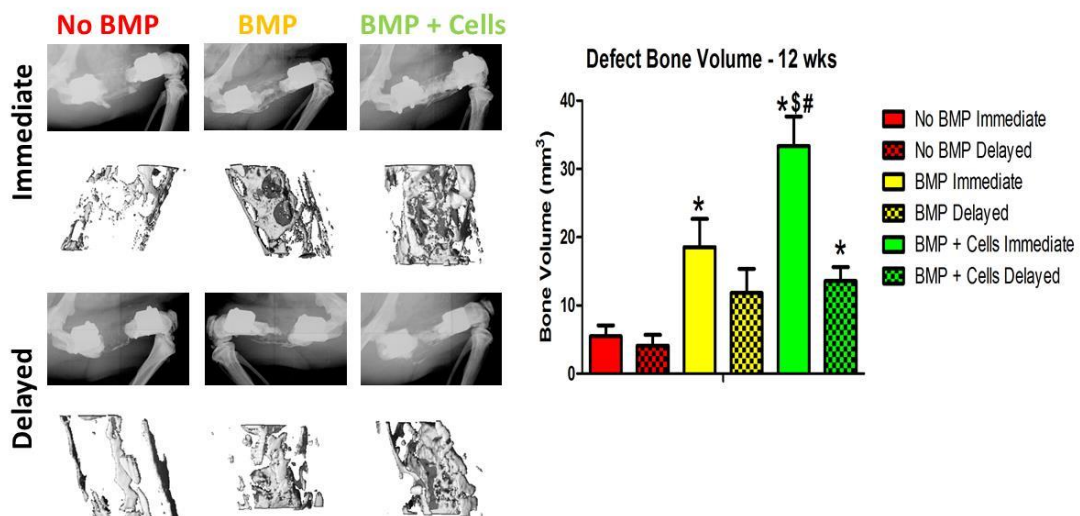 No BMP
BMP
BMP + Cells
Immediate
Delayed
Defect Bone Volume - 12 wks
Bone Volume (mm³)
40
30
20
10
0
*
*$#
*
No BMP Immediate
No BMP Delayed
BMP Immediate
BMP Delayed
BMP + Cells Immediate
BMP + Cells Delayed